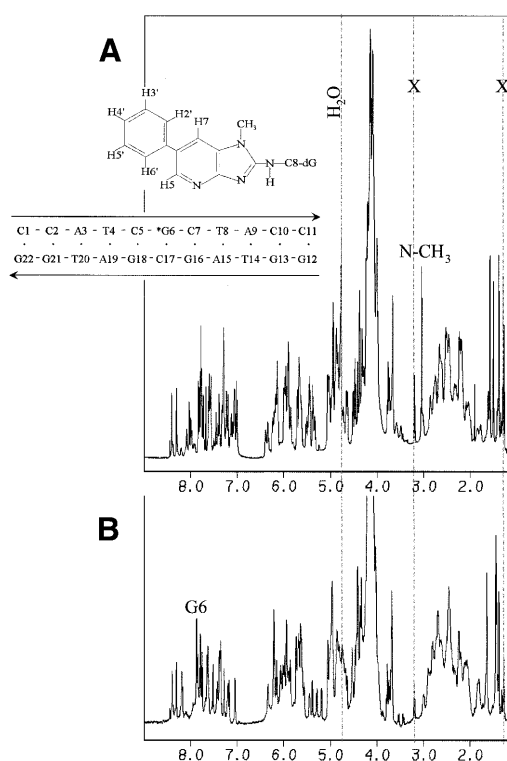 A
H₂O
X
X
H3'
H4'
H2'
H7
CH₃
N
H5'
H6'
N
C8-dG
H5
N
N
H
C1 - C2 - A3 - T4 - C5 - *G6 - C7 - T8 - A9 - C10 - C11
G22 - G21 - T20 - A19 - G18 - C17 - G16 - A15 - T14 - G13 - G12
N-CH₃
8.0 7.0 6.0 5.0 4.0 3.0 2.0
B
G6
8.0 7.0 6.0 5.0 4.0 3.0 2.0